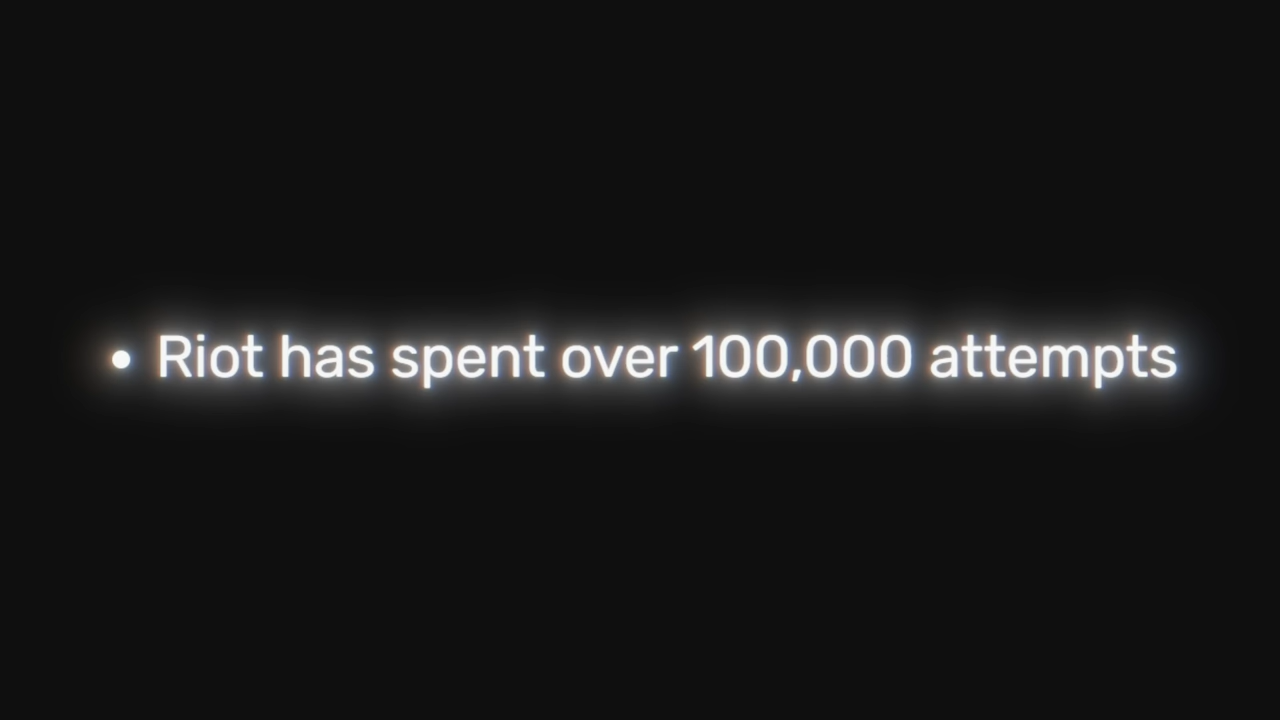 • Riot has spent over 100,000 attempts